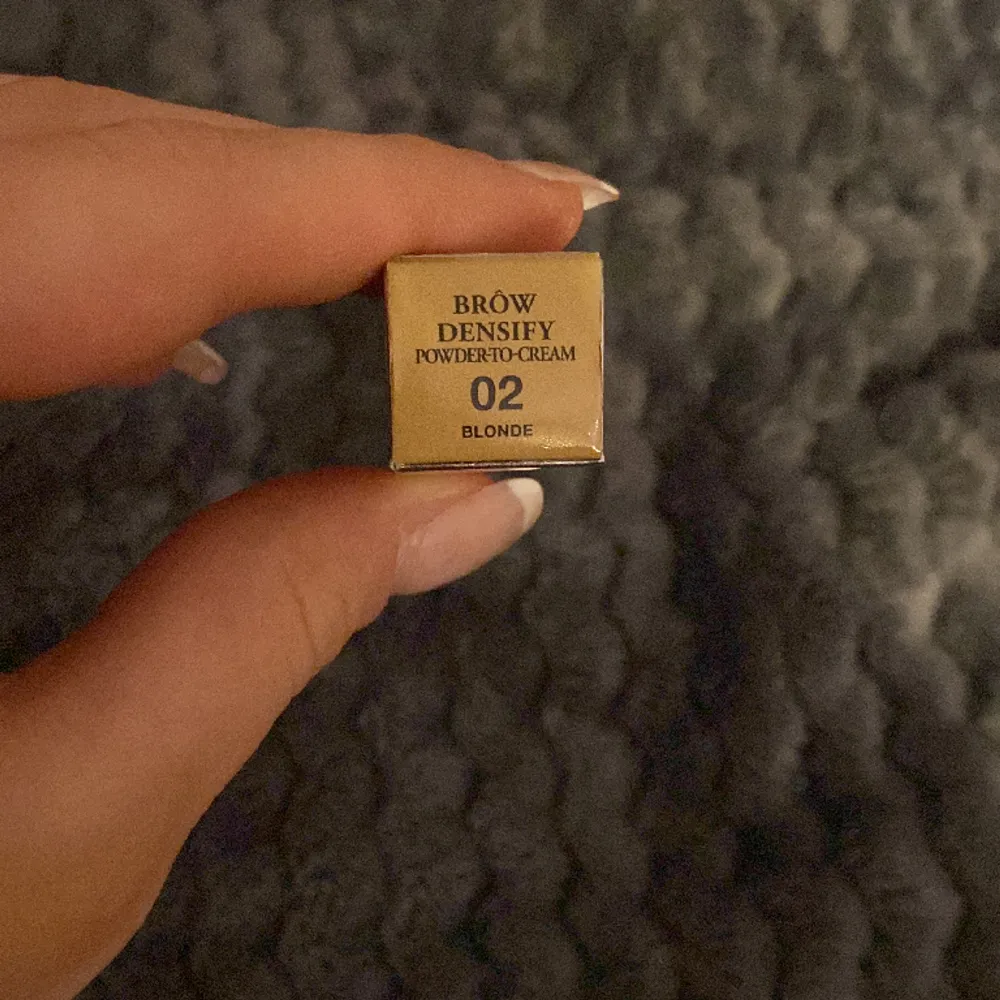 BRÔW
DENSIFY
POWDER-TO-CREAM
02
BLONDE